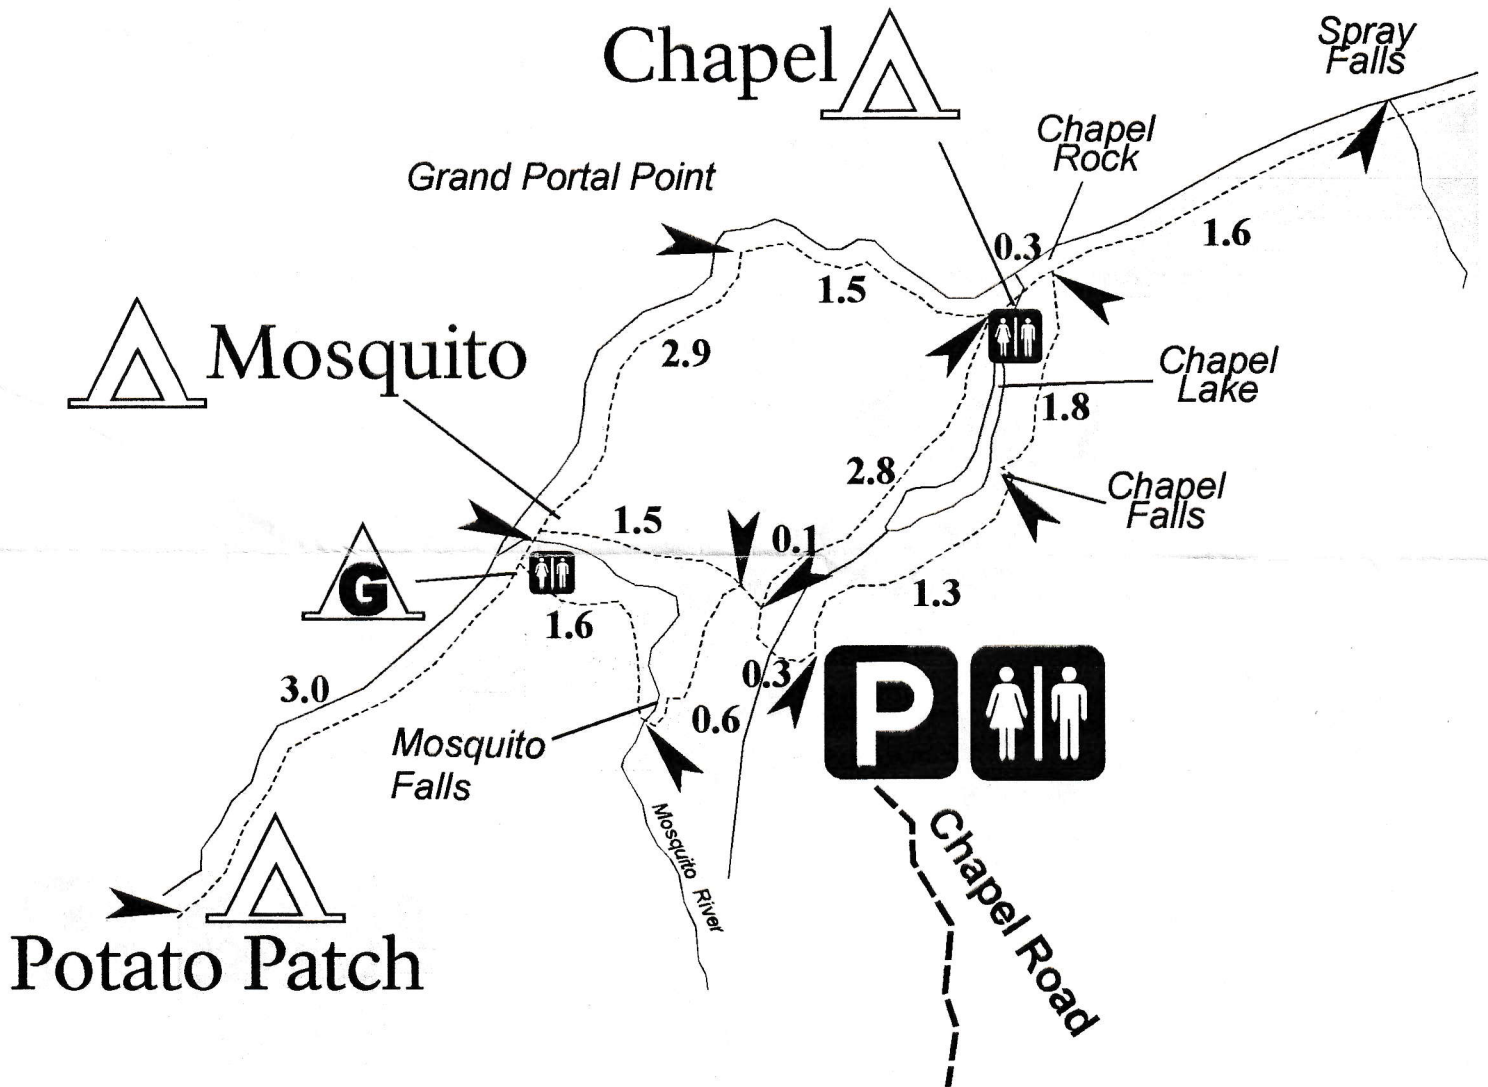 Spray
Falls
Chapel
Chapel
Rock
Grand Portal Point
0.3
1.6
1.5
2.9
Mosquito
Chapel
Lake
1.8
2.8
Chapel
Falls
1.5
0.1
G
1.6
1.3
0.3
3.0
0.6
P
Mosquito
Falls
Mosquito River
Chapel Road
Potato Patch